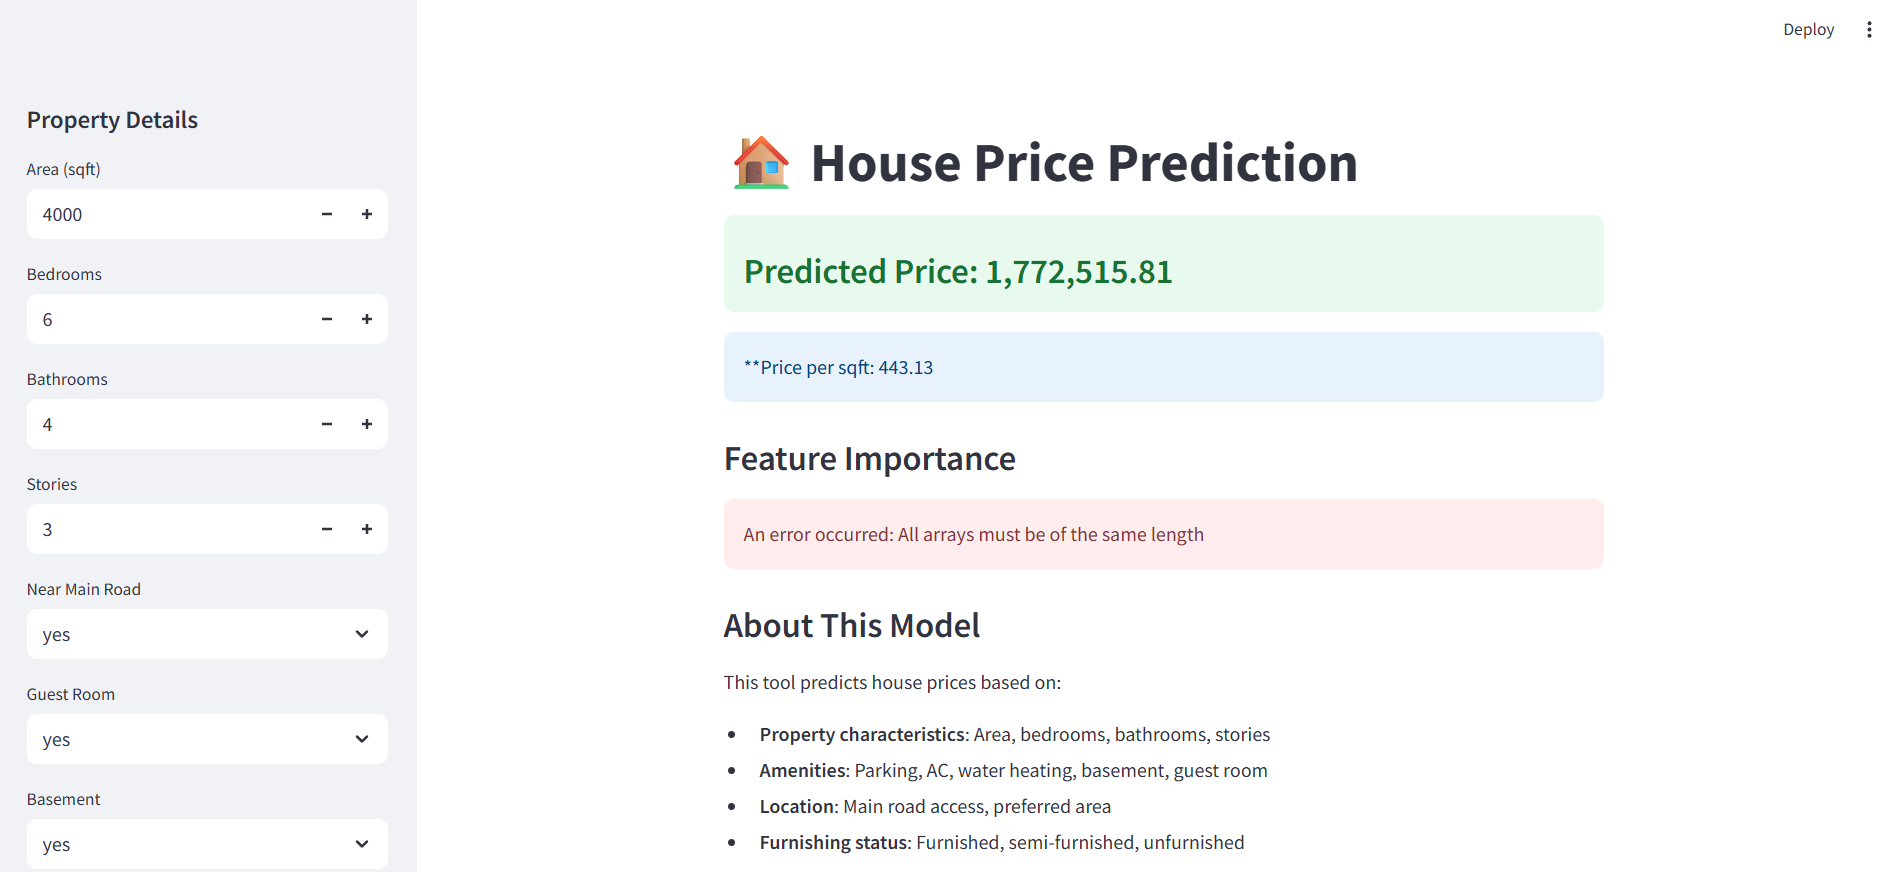 Deploy
Property Details
Area (sqft)
4000
Bedrooms
6
Bathrooms
4
Stories
3
Near Main Road
yes
Guest Room
yes
Basement
yes
House Price Prediction
Predicted Price: 1,772,515.81
**Price per sqft: 443.13
Feature Importance
An error occurred: All arrays must be of the same length
About This Model
This tool predicts house prices based on:
Property characteristics: Area, bedrooms, bathrooms, stories
Amenities: Parking, AC, water heating, basement, guest room
Location: Main road access, preferred area
Furnishing status: Furnished, semi-furnished, unfurnished